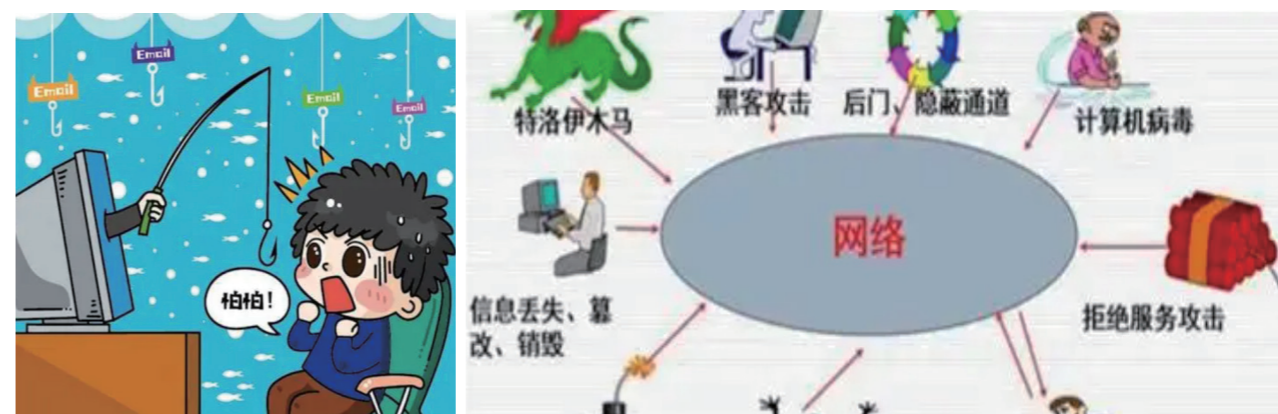 Email
Email
Email
Email
怕怕!
特洛伊木马
黑客攻击
后门、隐蔽通道
计算机病毒
网络
信息丢失、篡
改、销毁
拒绝服务攻击